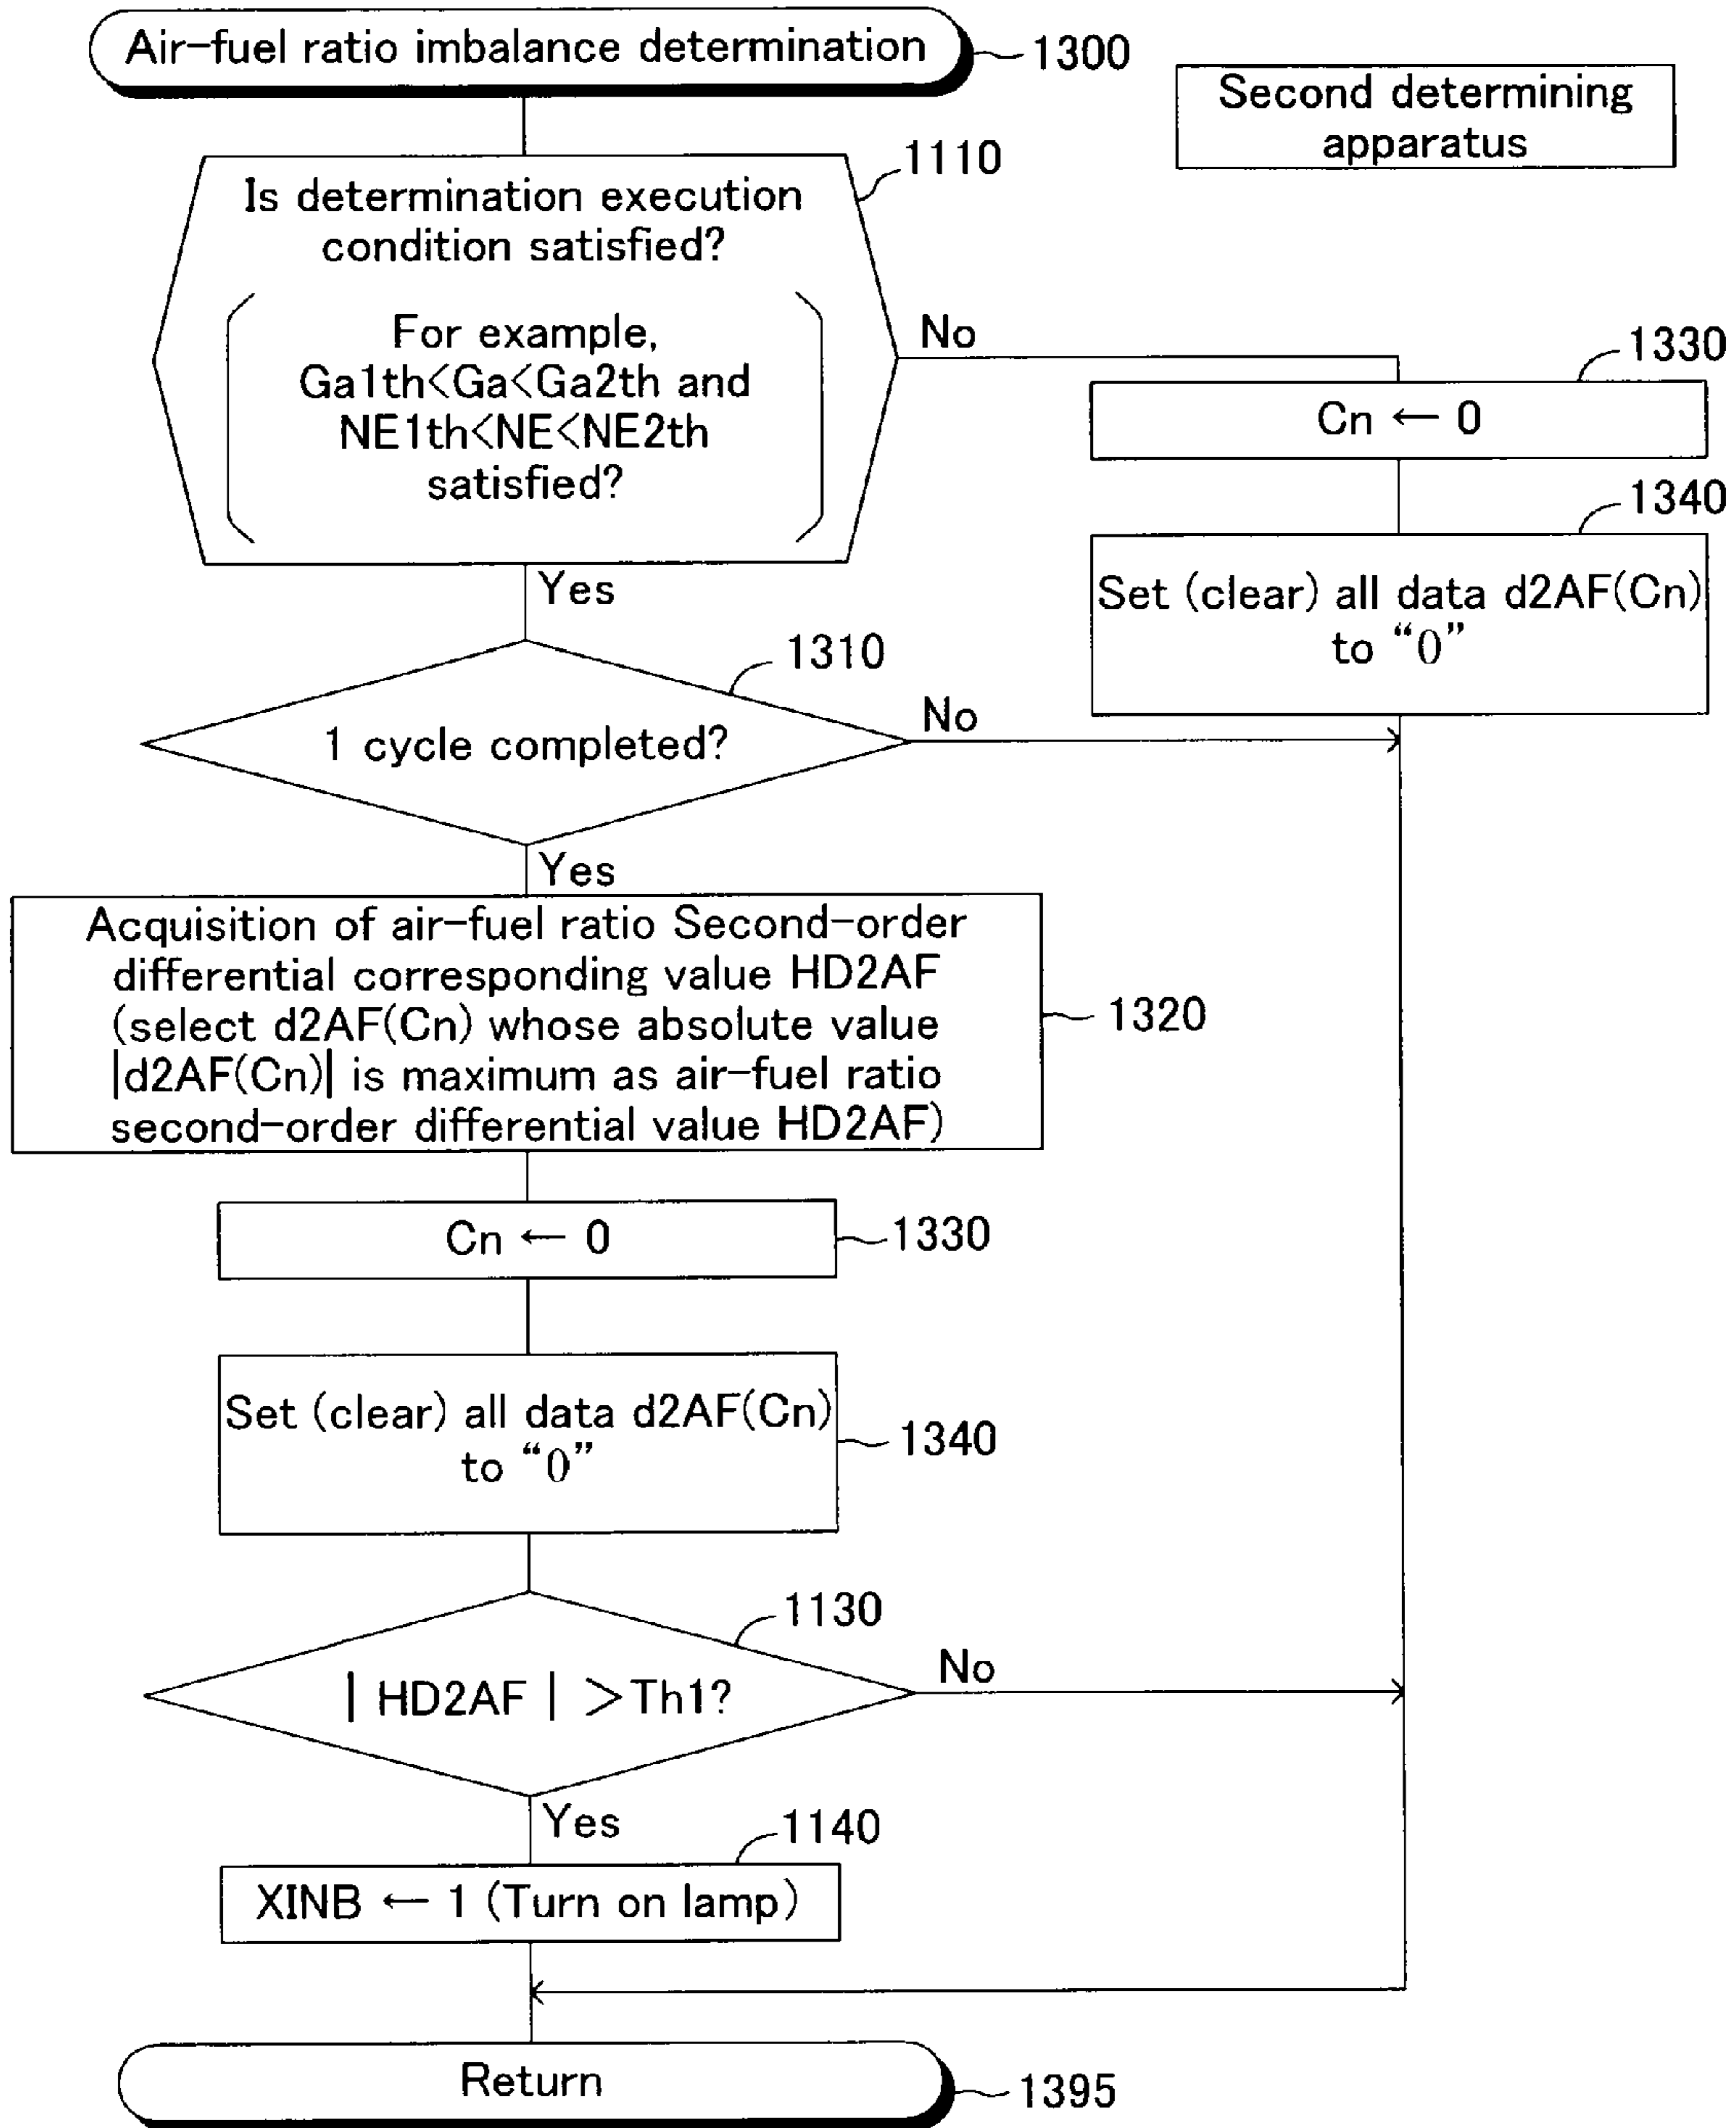 Air-fuel ratio imbalance determination
1300
Second determining
apparatus
1110
Is determination execution
condition satisfied?
For example,
Ga1th<Ga<Ga2th and
NE1th<NE<NE2th
satisfied?
No
1330
Cn ← 0
1340
Set (clear) all data d2AF(Cn)
to “0”
Yes
1310
1 cycle completed?
No
Yes
Acquisition of air-fuel ratio Second-order
differential corresponding value HD2AF
(select d2AF(Cn) whose absolute value
|d2AF(Cn)| is maximum as air-fuel ratio
second-order differential value HD2AF)
1320
Cn ← 0
1330
Set (clear) all data d2AF(Cn)
to “0”
1340
1130
| HD2AF | >Th1?
No
Yes
1140
XINB ← 1 (Turn on lamp)
Return
1395